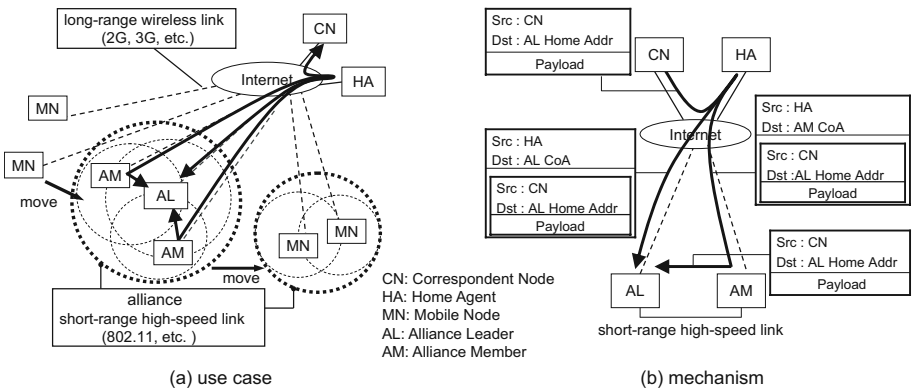 (a) use case
long-range wireless link
(2G, 3G, etc.)
CN
Internet
HA
MN
MN
move
AM
AL
AM
move
MN
MN
alliance
short-range high-speed link
(802.11, etc. )
CN: Correspondent Node
HA: Home Agent
MN: Mobile Node
AL: Alliance Leader
AM: Alliance Member
(b) mechanism
Src : CN
Dst : AL Home Addr
Payload
CN
HA
Internet
Src : HA
Dst : AL CoA
Src : CN
Dst : AL Home Addr
Payload
Src : HA
Dst : AM CoA
Src : CN
Dst :AL Home Addr
Payload
Src : CN
Dst : AL Home Addr
Payload
AL
AM
short-range high-speed link